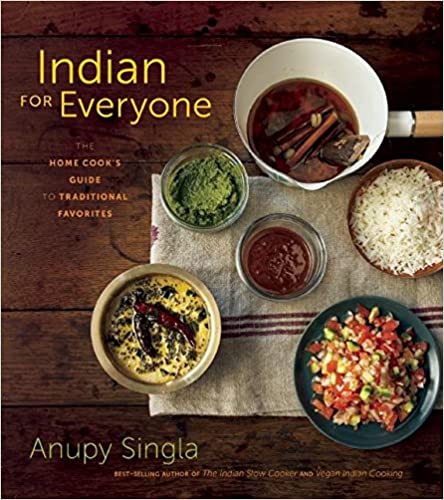 Indian
FOR Everyone
THE
HOME COOK'S
GUIDE
TO TRADITIONAL
FAVORITES
Anupy Singla
BEST-SELLING AUTHOR OF The Indian Slow Cooker AND Vegan Indian Cooking